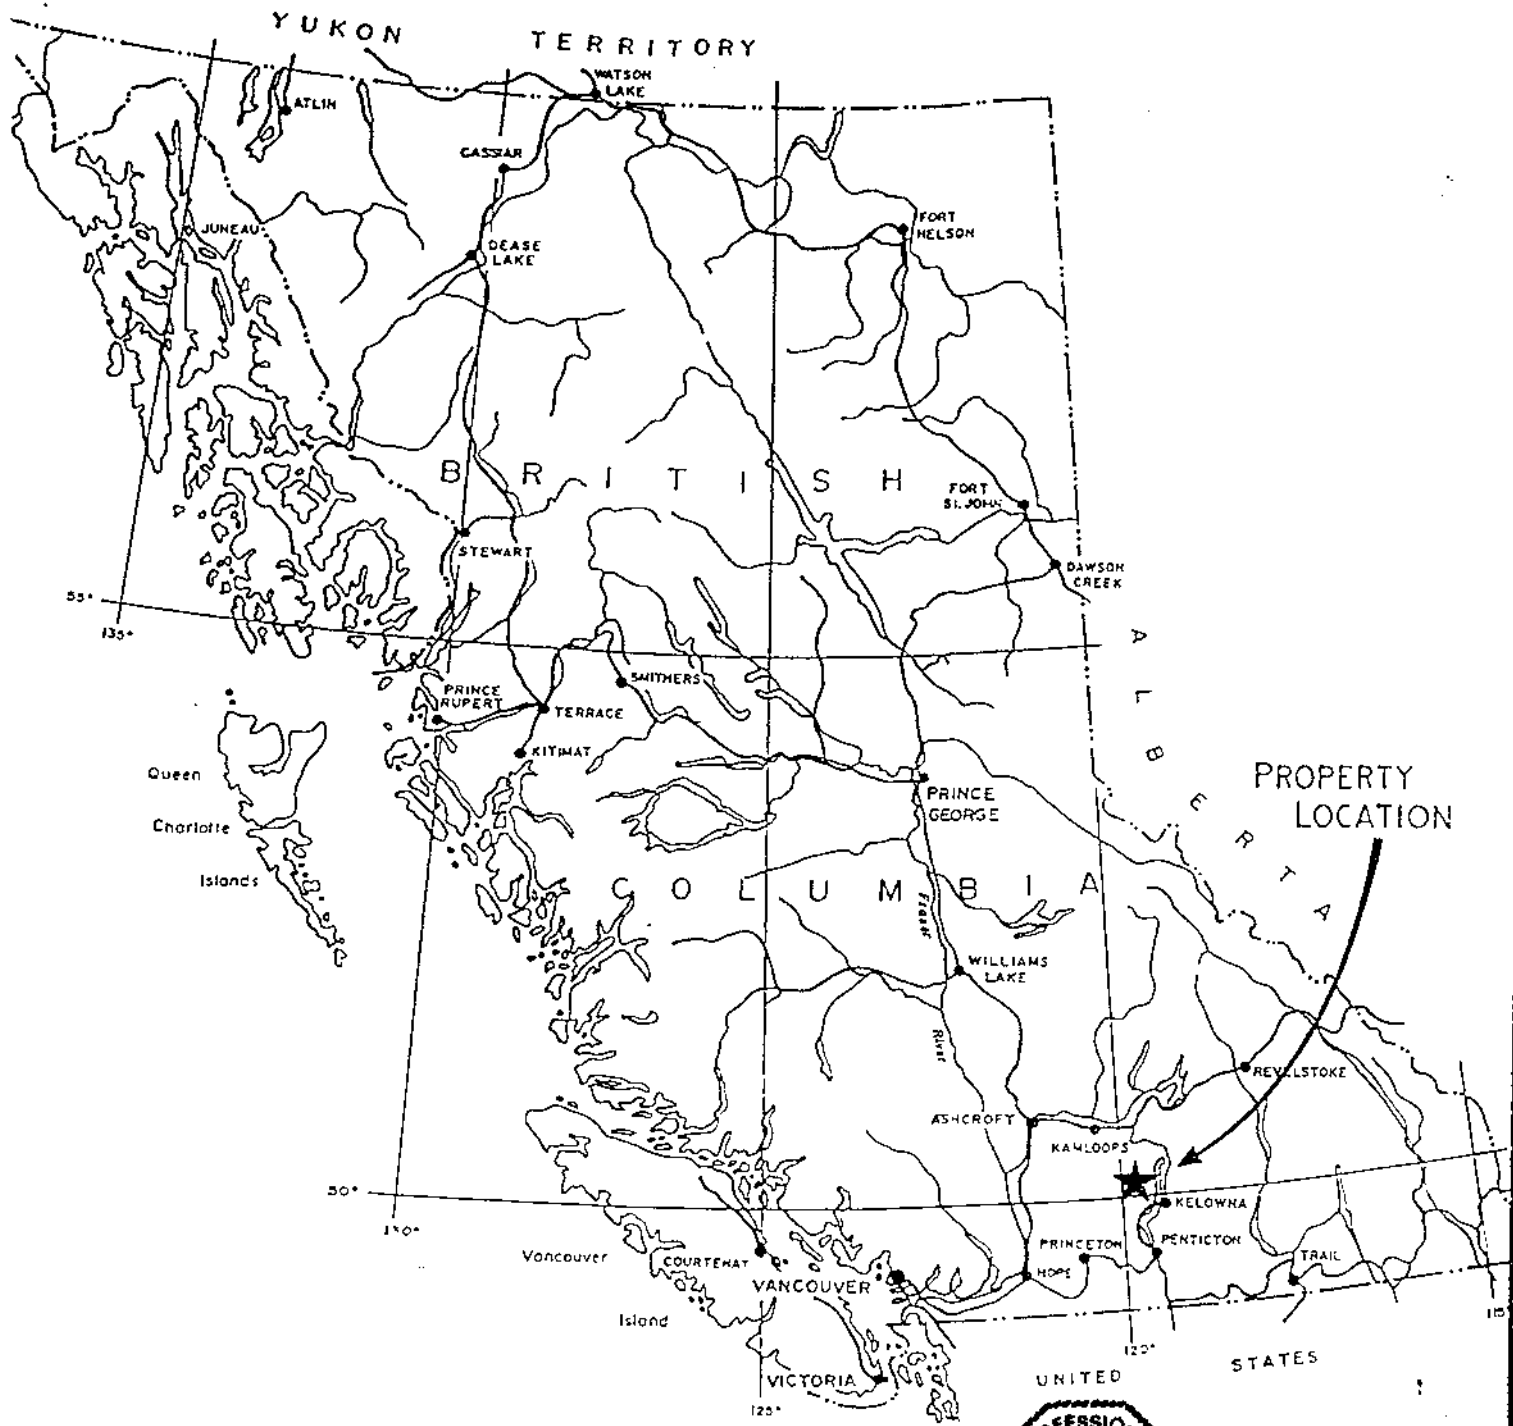 YUKON TERRITORY
WATSON
LAKE
ATLIN
CASSIAR
JUNEAU
DEASE
LAKE
FORT
NELSON
BRITISH
FORT
ST. JOHN
STEWART
DAWSON
CREEK
55°
135°
ALBERTA
SMITHERS
PRINCE
RUPERT
TERRACE
KITIMAT
Queen
Charlotte
Islands
PRINCE
GEORGE
PROPERTY
LOCATION
COLUMBIA
Fraser
River
WILLIAMS
LAKE
REVELSTOKE
ASHCROFT
KAMLOOPS
50°
130°
KELOWNA
Vancouver
Island
COURTENAY
VANCOUVER
PRINCETON
PENTICTON
HOPE
TRAIL
115°
120°
UNITED STATES
VICTORIA
125°